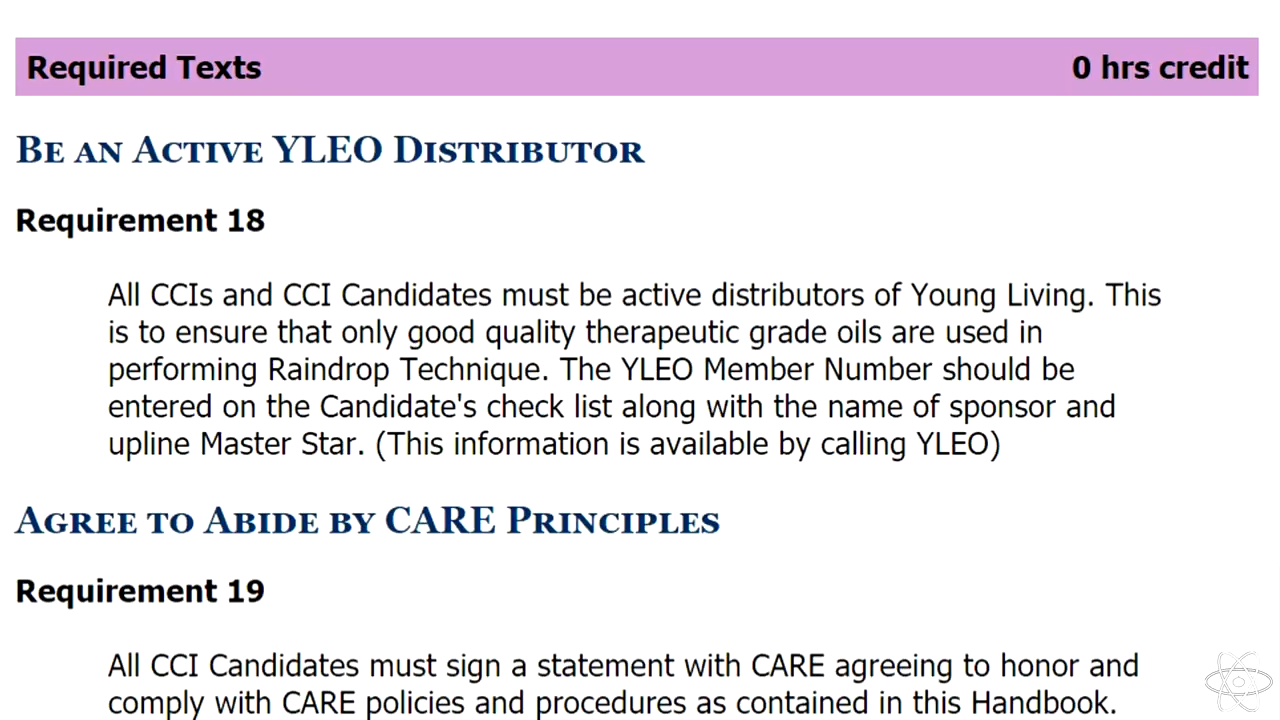 Required Texts 0 hrs credit
Be an Active YLEO Distributor
Requirement 18
All CCIs and CCI Candidates must be active distributors of Young Living. This
is to ensure that only good quality therapeutic grade oils are used in
performing Raindrop Technique. The YLEO Member Number should be
entered on the Candidate's check list along with the name of sponsor and
upline Master Star. (This information is available by calling YLEO)
Agree to Abide by CARE Principles
Requirement 19
All CCI Candidates must sign a statement with CARE agreeing to honor and
comply with CARE policies and procedures as contained in this Handbook.